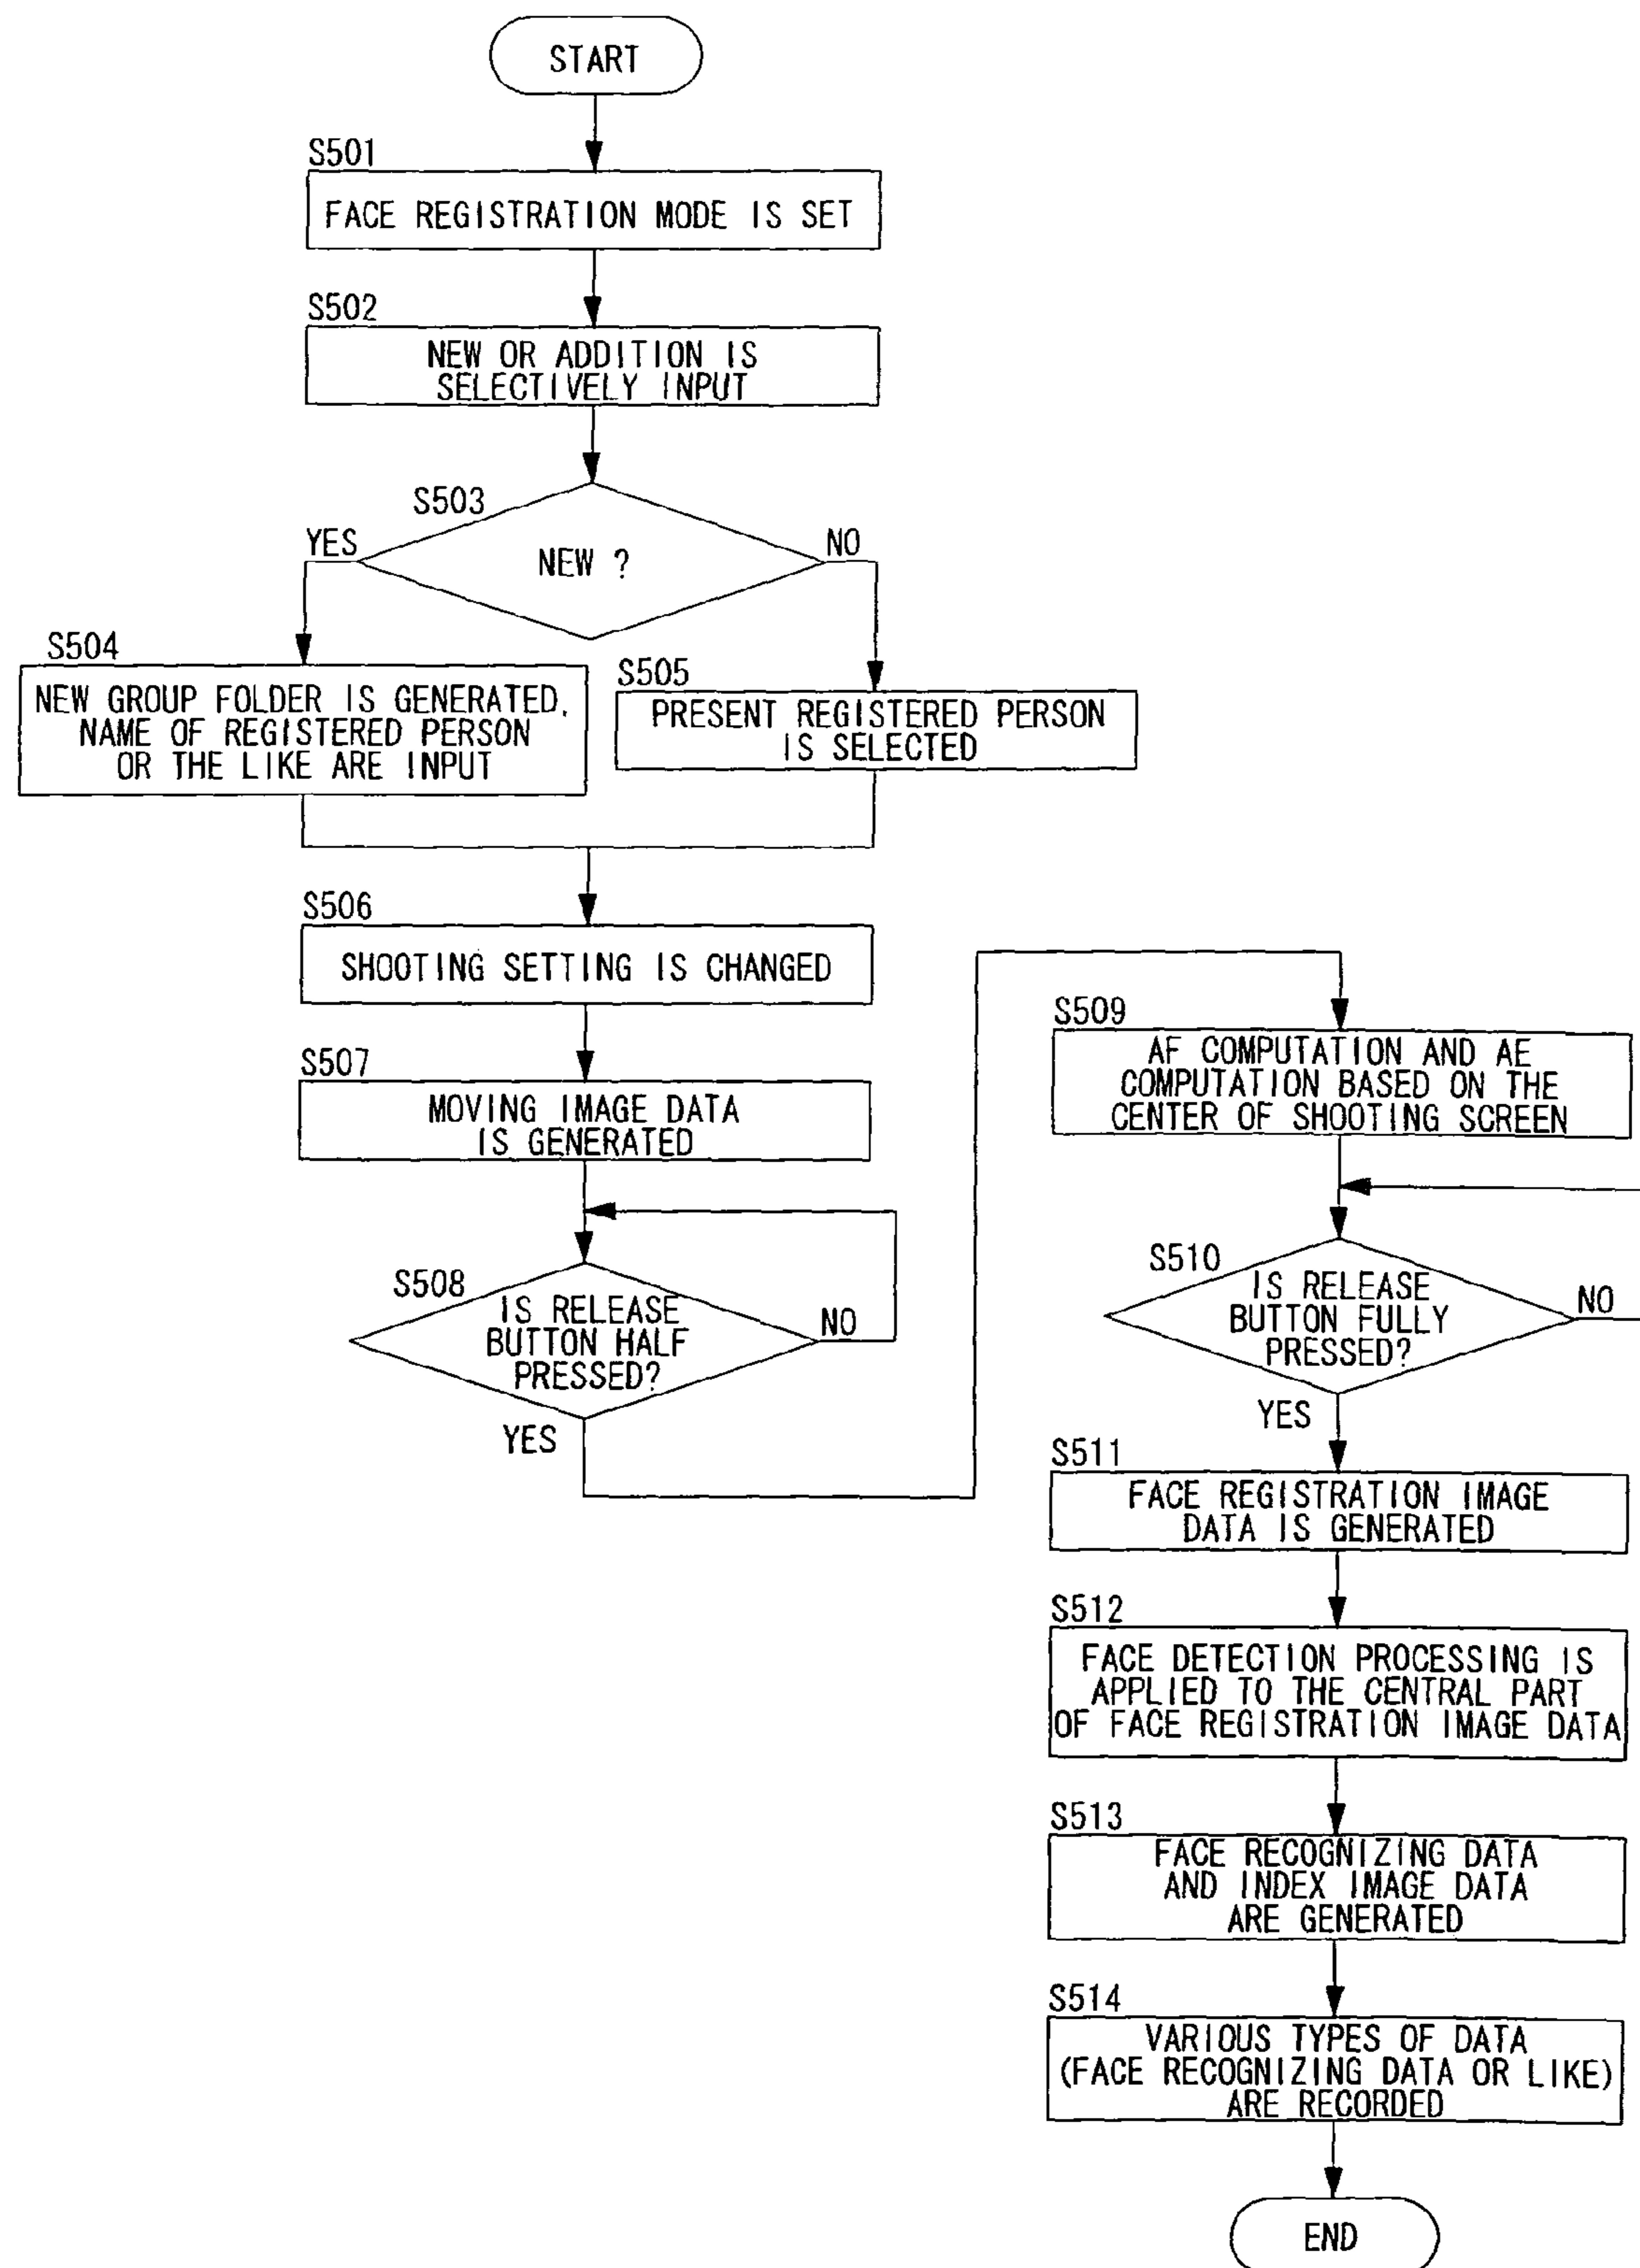 START
S501
FACE REGISTRATION MODE IS SET
S502
NEW OR ADDITION IS
SELECTIVELY INPUT
S503
YES
NEW ?
NO
S504
NEW GROUP FOLDER IS GENERATED,
NAME OF REGISTERED PERSON
OR THE LIKE ARE INPUT
S505
PRESENT REGISTERED PERSON
IS SELECTED
S506
SHOOTING SETTING IS CHANGED
S507
MOVING IMAGE DATA
IS GENERATED
S508
IS RELEASE
BUTTON HALF
PRESSED?
NO
YES
S509
AF COMPUTATION AND AE
COMPUTATION BASED ON THE
CENTER OF SHOOTING SCREEN
S510
IS RELEASE
BUTTON FULLY
PRESSED?
NO
YES
S511
FACE REGISTRATION IMAGE
DATA IS GENERATED
S512
FACE DETECTION PROCESSING IS
APPLIED TO THE CENTRAL PART
OF FACE REGISTRATION IMAGE DATA
S513
FACE RECOGNIZING DATA
AND INDEX IMAGE DATA
ARE GENERATED
S514
VARIOUS TYPES OF DATA
(FACE RECOGNIZING DATA OR LIKE)
ARE RECORDED
END